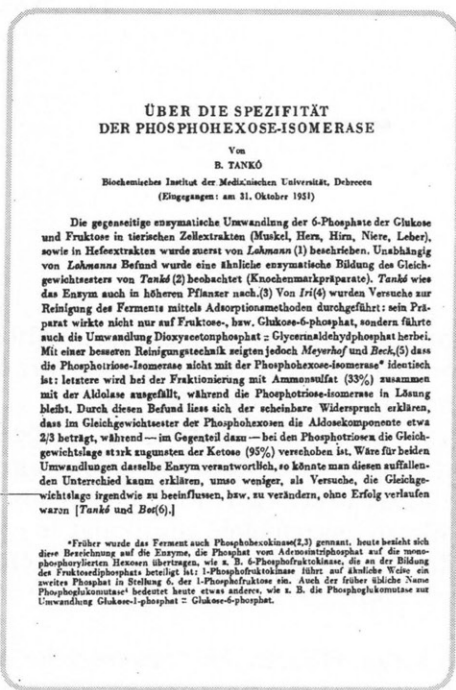 ÜBER DIE SPEZIFITÄT
DER PHOSPHOHEXOSE-ISOMERASE
Von
B. TANKÓ
Biochemisches Institut der Medizinischen Universität, Debrecen
(Eingegangen: am 31. Oktober 1951)
Die gegenseitige enzymatische Umwandlung der 6-Phosphate der Glukose
und Fruktose in tierischen Zellextrakten (Muskel, Herz, Hirn, Niere, Leber),
sowie in Hefeextrakten wurde zuerst von Lohmann (1) beschrieben. Unabhängig
von Lohmanns Befund wurde eine ähnliche enzymatische Bildung des Gleich-
gewichtsesters von Tankó (2) beobachtet (Knochenmarkpräparate). Tankó wies
das Enzym auch in höheren Pflanzen nach.(3) Von Iri(4) wurden Versuche zur
Reinigung des Ferments mittels Adsorptionsmethoden durchgeführt: sein Prä-
parat wirkte nicht nur auf Fruktose-, bzw. Glukose-6-phosphat, sondern führte
auch die Umwandlung Dioxyacetonphosphat = Glycerinaldehydphosphat herbei.
Mit einer besseren Reinigungstechnik zeigten jedoch Meyerhof und Beck,(5) dass
die Phosphotriose-Isomerase nicht mit der Phosphohexose-isomerase* identisch
ist: letztere wird bei der Fraktionierung mit Ammonsulfat (33%) zusammen
mit der Aldolase ausgefällt, während die Phosphotriose-isomerase in Lösung
bleibt. Durch diesen Befund liess sich der scheinbare Widerspruch erklären,
dass im Gleichgewichtsester der Phosphohexosen die Aldosekomponente etwa
2/3 beträgt, während — im Gegenteil dazu — bei den Phosphotriosen die Gleich-
gewichtslage stark zugunsten der Ketose (95%) verschoben ist. Wäre für beiden
Umwandlungen dasselbe Enzym verantwortlich, so könnte man diesen auffallen-
den Unterschied kaum erklären, umso weniger, als Versuche, die Gleichge-
wichtslage irgendwie zu beeinflussen, bzw. zu verändern, ohne Erfolg verlaufen
waren [Tankó und Bot(6).]
*Früher wurde das Ferment auch Phosphohexokinase(2,3) genannt, heute bezieht sich
diese Bezeichnung auf die Enzyme, die Phosphat vom Adenosintriphosphat auf die mono-
phosphorylierten Hexosen übertragen, wie z. B. 6-Phosphofruktokinase, die an der Bildung
des Fruktosediphosphats beteiligt ist: 1-Phosphofruktokinase führt auf ähnliche Weise ein
zweites Phosphat in Stellung 6. der 1-Phosphofruktose ein. Auch der früher übliche Name
Phosphoglukomutase⁴ bedeutet heute etwas anderes, wie z. B. die Phosphoglukomutase zur
Umwandlung Glukose-1-phosphat = Glukose-6-phosphat.